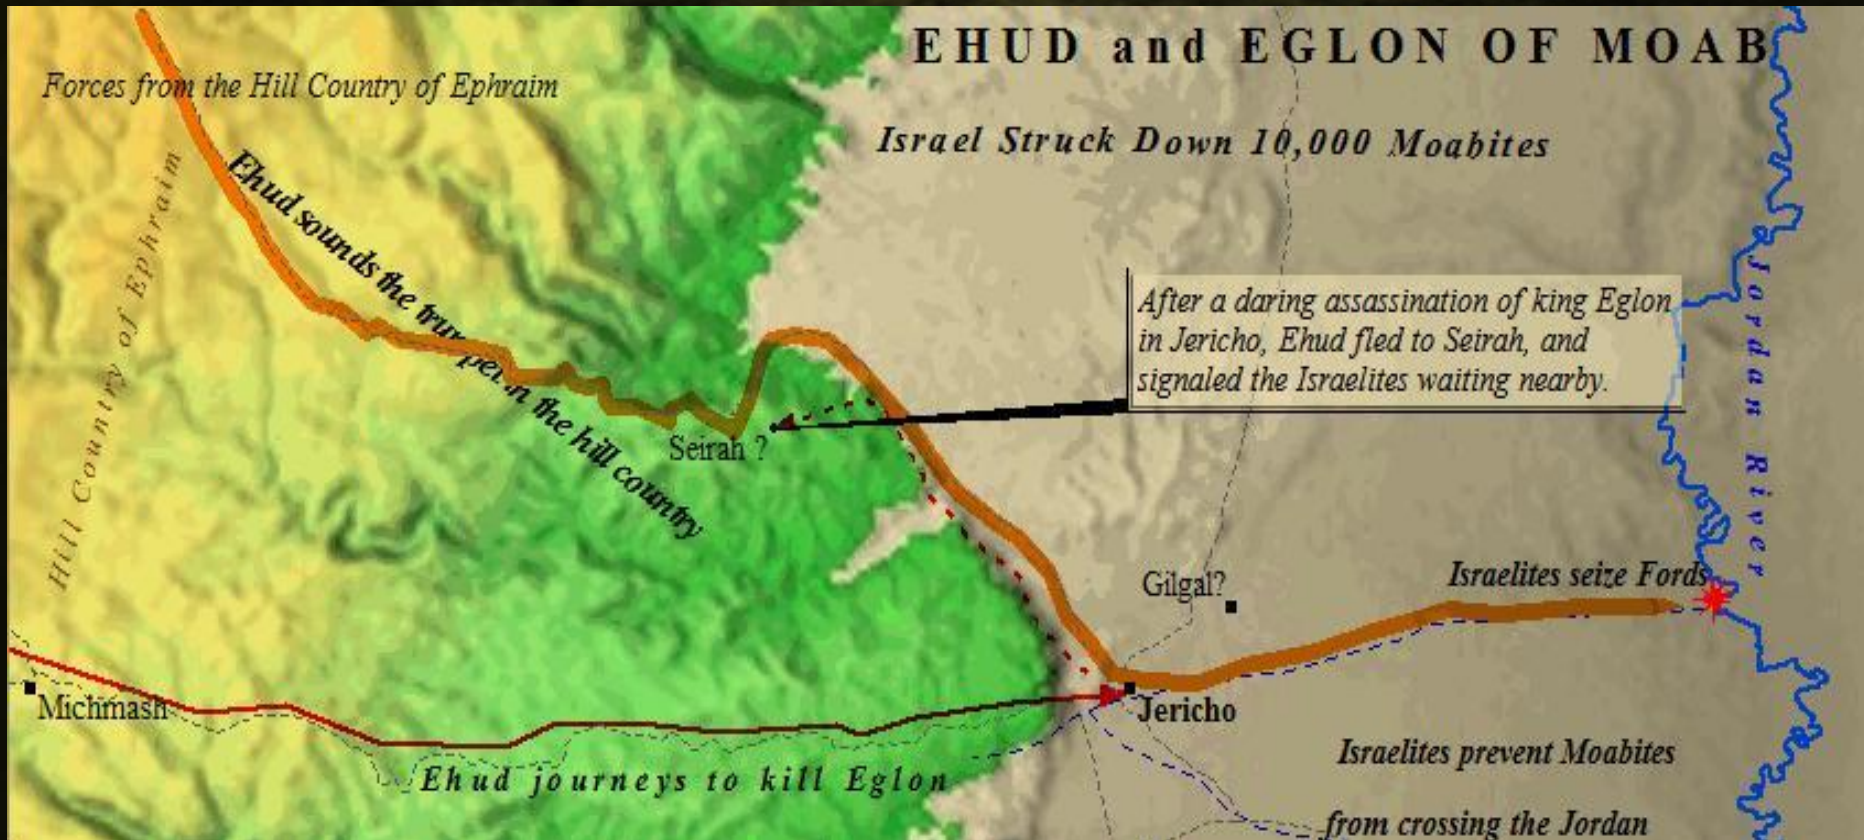 EHUD and EGLON OF MOAB
Forces from the Hill Country of Ephraim
Israel Struck Down 10,000 Moabites
Ehud sounds the trumpet in the hill country
Hill Country of Ephraim
After a daring assassination of king Eglon
in Jericho, Ehud fled to Seirah, and
signaled the Israelites waiting nearby.
Jordan River
Seirah ?
Gilgal?
Israelites seize Fords
Michmash
Jericho
Ehud journeys to kill Eglon
Israelites prevent Moabites
from crossing the Jordan